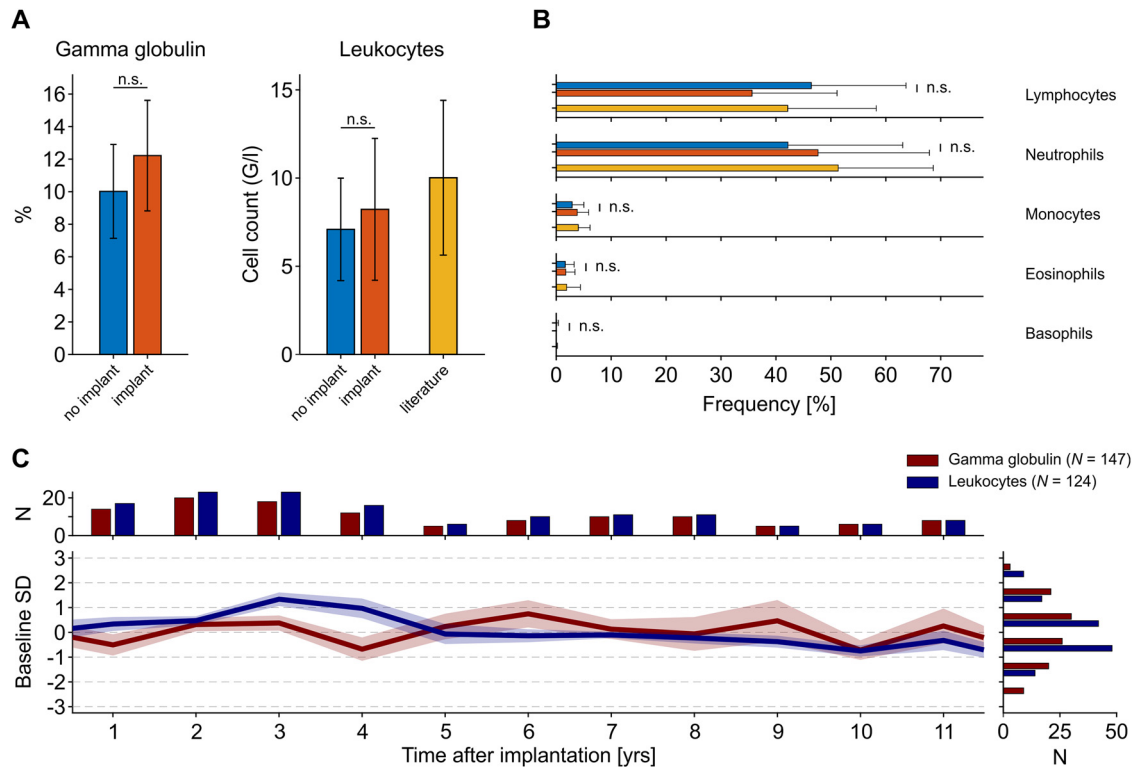 A
Gamma globulin
n.s.
%
16
14
12
10
8
6
4
2
0
no implant
implant
Leukocytes
n.s.
Cell count (G/l)
15
10
5
0
no implant
implant
literature
B
n.s.
Lymphocytes
n.s.
Neutrophils
n.s.
Monocytes
n.s.
Eosinophils
n.s.
Basophils
0 10 20 30 40 50 60 70
Frequency [%]
C
Gamma globulin (N = 147)
Leukocytes (N = 124)
N
20
0
Baseline SD
3
2
1
0
-1
-2
-3
1 2 3 4 5 6 7 8 9 10 11
Time after implantation [yrs]
0 25 50
N